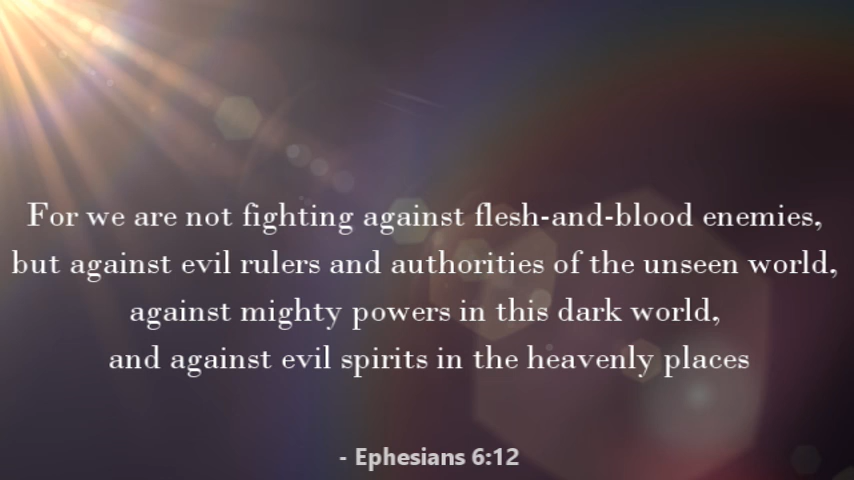 For we are not fighting against flesh-and-blood enemies,
but against evil rulers and authorities of the unseen world,
against mighty powers in this dark world,
and against evil spirits in the heavenly places
- Ephesians 6:12